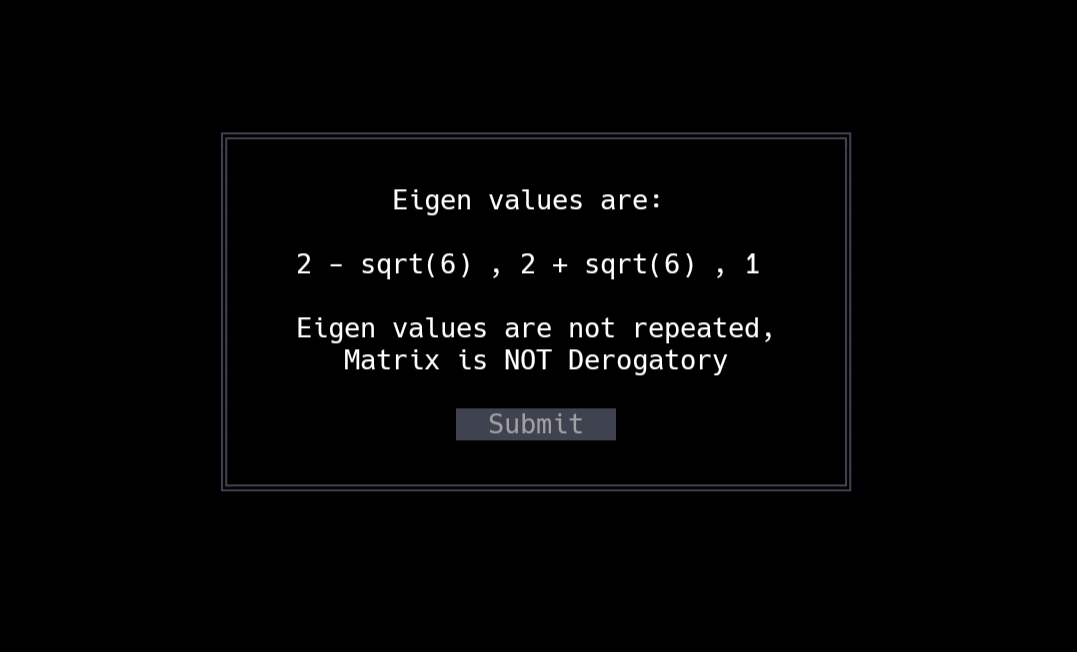 Eigen values are:
2 - sqrt(6) , 2 + sqrt(6) , 1
Eigen values are not repeated,
Matrix is NOT Derogatory
Submit